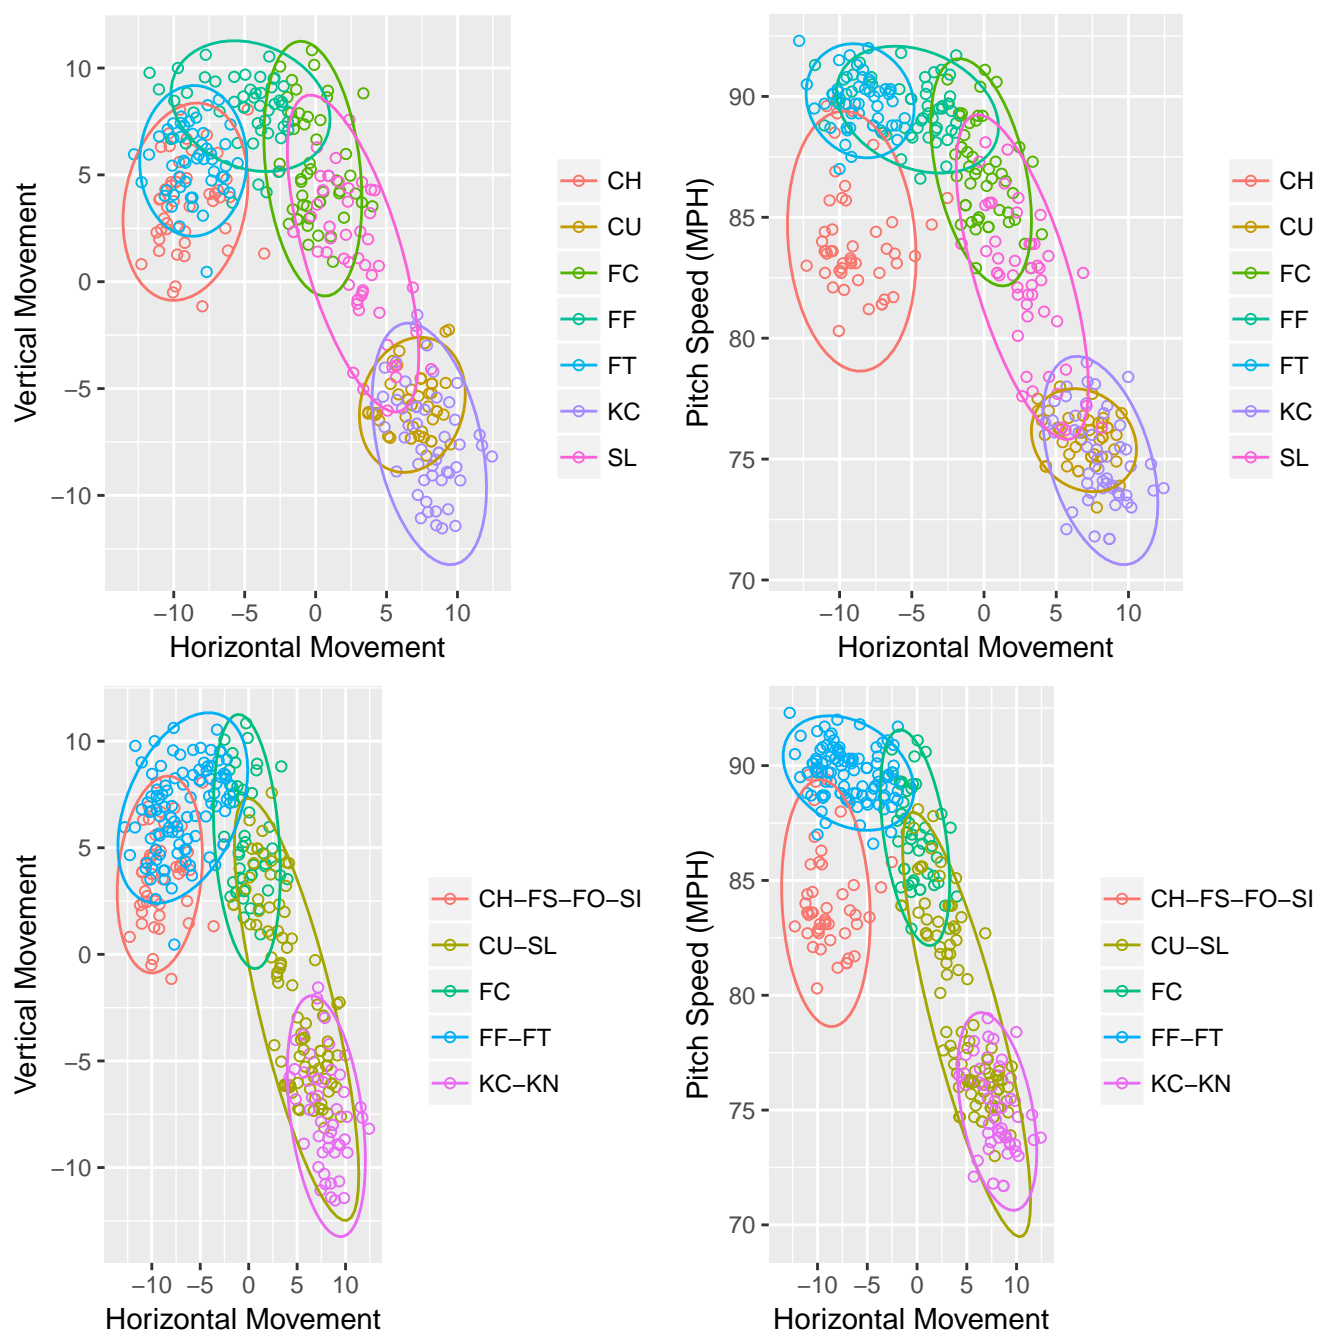 10
5
0
−5
−10
Vertical Movement
−10 −5 0 5 10
Horizontal Movement
CH
CU
FC
FF
FT
KC
SL
90
85
80
75
70
Pitch Speed (MPH)
−10 −5 0 5 10
Horizontal Movement
CH
CU
FC
FF
FT
KC
SL
10
5
0
−5
−10
Vertical Movement
−10 −5 0 5 10
Horizontal Movement
CH−FS−FO−SI
CU−SL
FC
FF−FT
KC−KN
90
85
80
75
70
Pitch Speed (MPH)
−10 −5 0 5 10
Horizontal Movement
CH−FS−FO−SI
CU−SL
FC
FF−FT
KC−KN